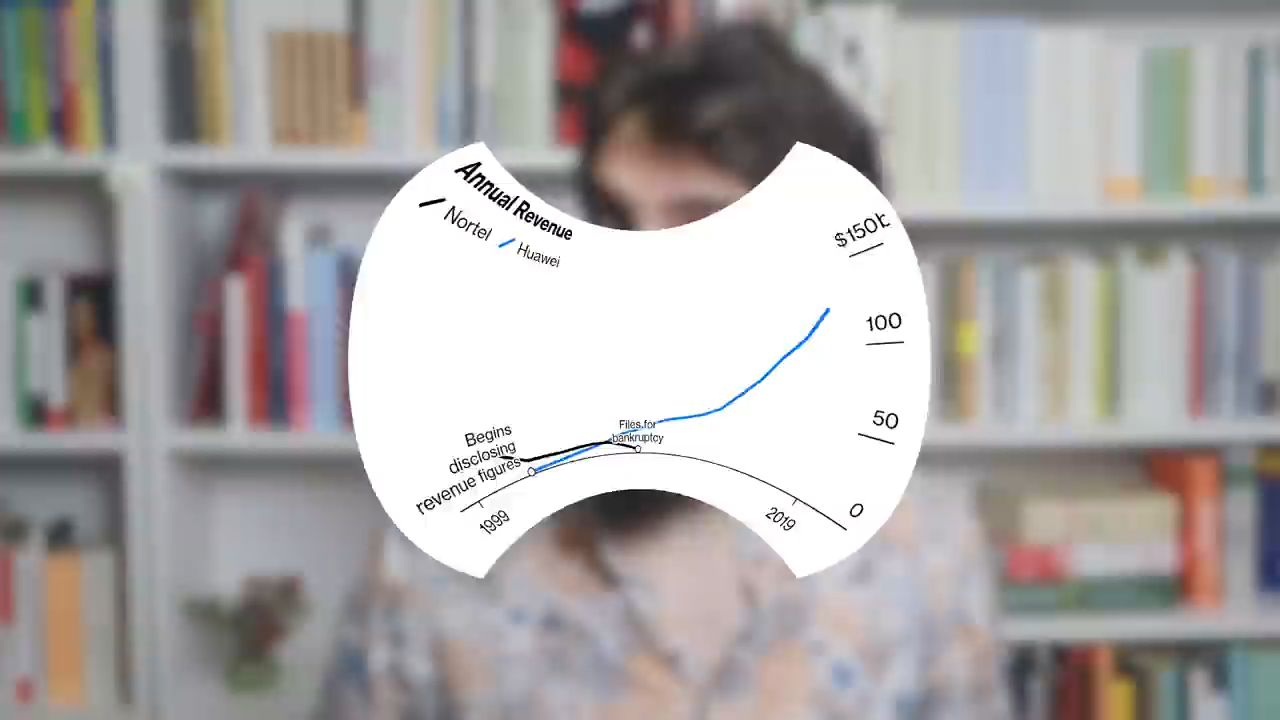 Annual Revenue
Nortel Huawei
$150b
100
50
0
Files for
bankruptcy
Begins
disclosing
revenue figures
1999
2019